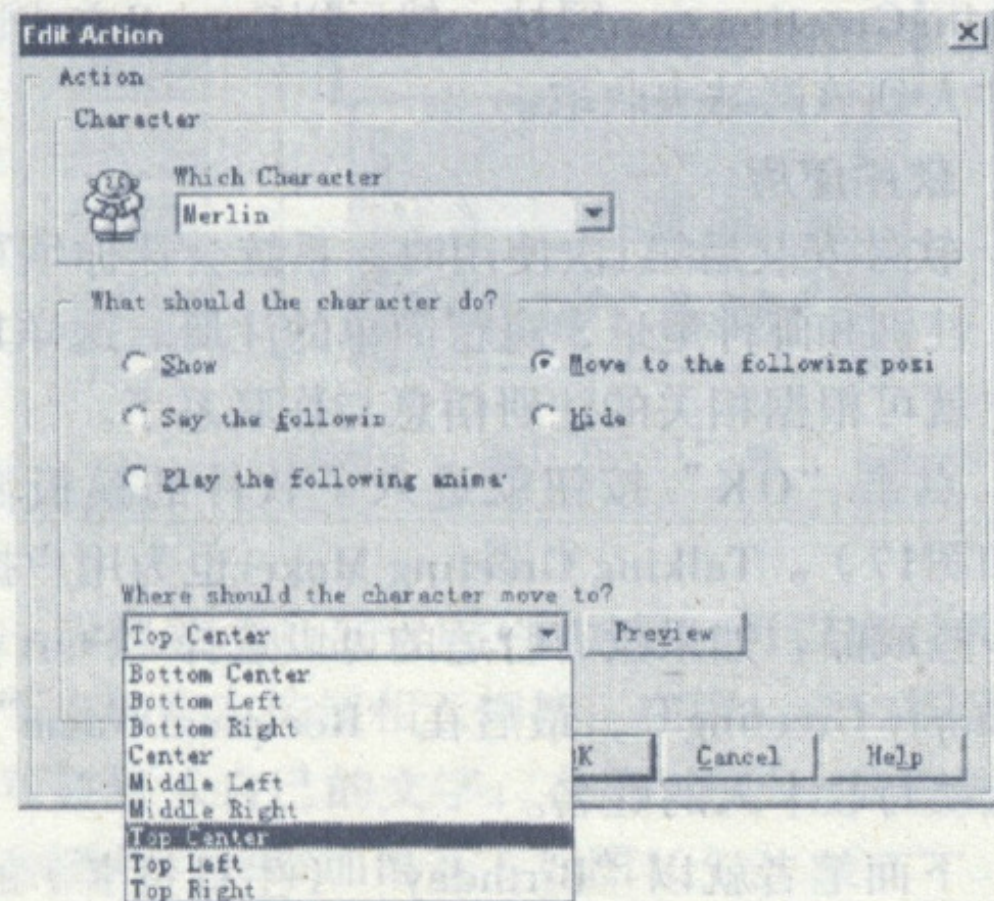 Edit Action
Action
Character
Which Character
Merlin
What should the character do?
Show
Move to the following posi
Say the followin
Hide
Play the following animat
Where should the character move to?
Top Center
Preview
Bottom Center
Bottom Left
Bottom Right
Center
Middle Left
Middle Right
Top Center
Top Left
Top Right
K
Cancel
Help